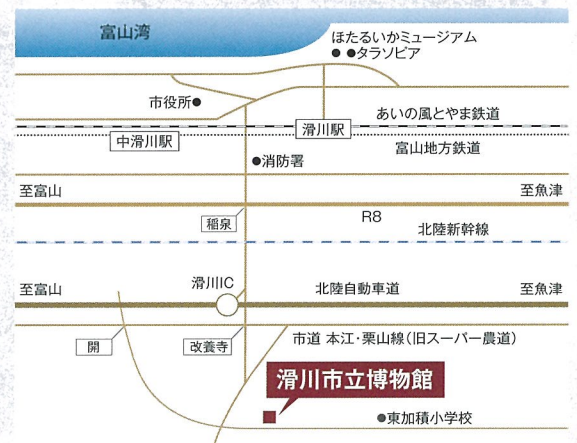 富山湾
ほたるいかミュージアム
タラソピア
市役所
あいの風とやま鉄道
滑川駅
中滑川駅
富山地方鉄道
消防署
至富山
至魚津
稲泉
R8
北陸新幹線
滑川IC
至富山
北陸自動車道
至魚津
市道 本江・栗山線(旧スーパー農道)
開
改養寺
滑川市立博物館
東加積小学校